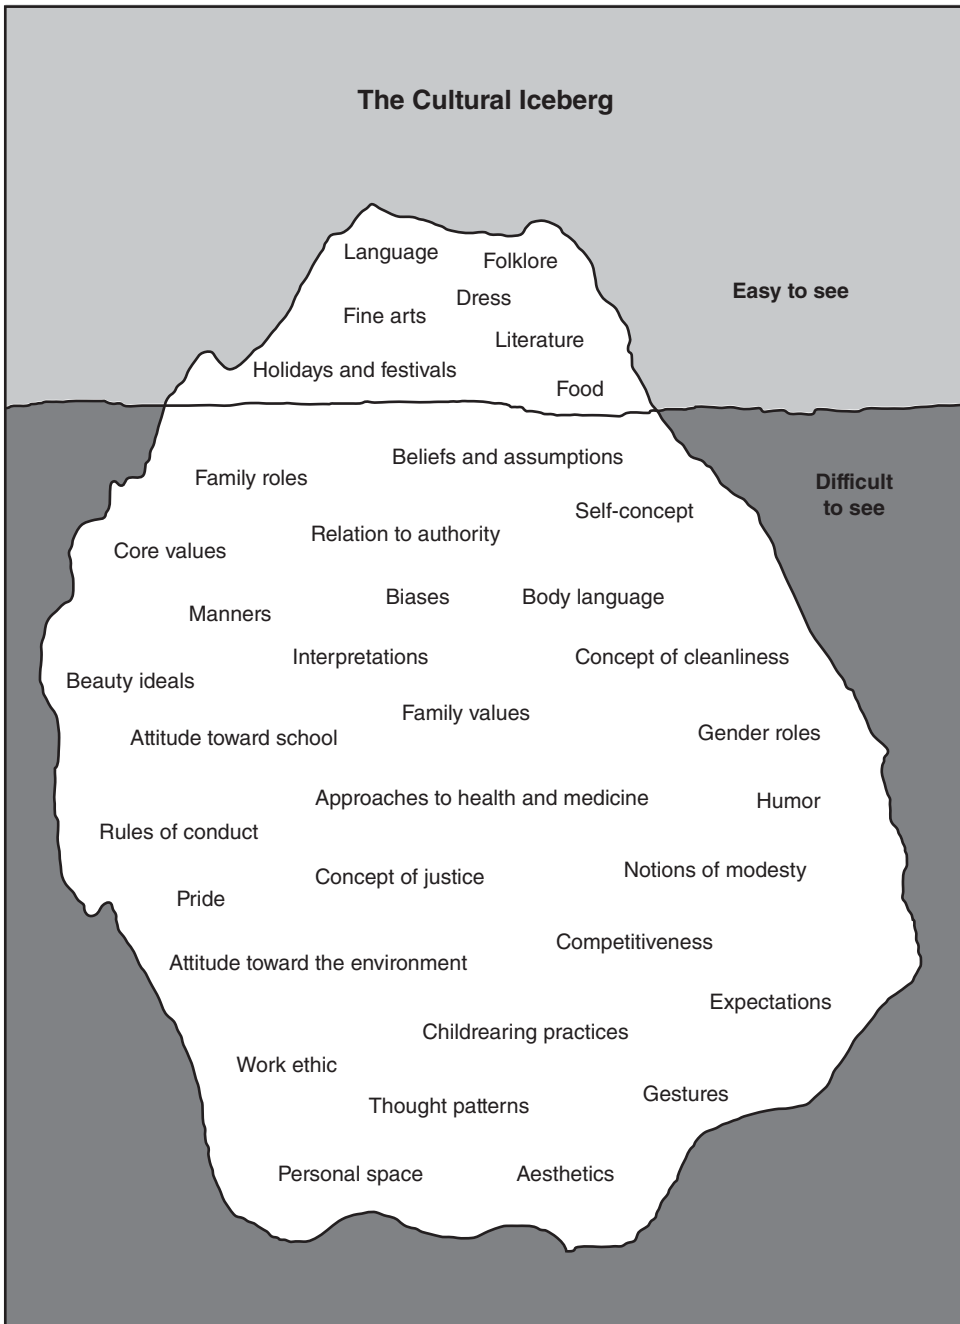 The Cultural Iceberg
Language
Folklore
Dress
Fine arts
Easy to see
Literature
Holidays and festivals
Food
Beliefs and assumptions
Family roles
Difficult
to see
Self-concept
Relation to authority
Core values
Biases
Body language
Manners
Interpretations
Concept of cleanliness
Beauty ideals
Family values
Attitude toward school
Gender roles
Approaches to health and medicine
Humor
Rules of conduct
Concept of justice
Notions of modesty
Pride
Competitiveness
Attitude toward the environment
Expectations
Childrearing practices
Work ethic
Gestures
Thought patterns
Personal space
Aesthetics